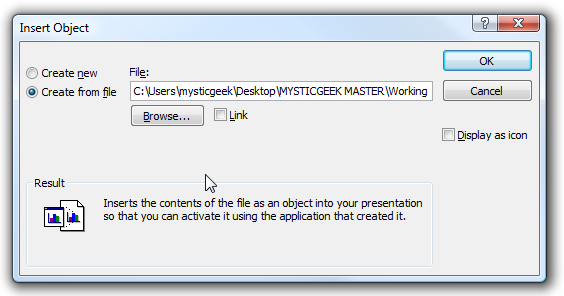 Insert Object
Create new
Create from file
File:
C:\Users\mysticgeek\Desktop\MYSTICGEEK MASTER\Working
Browse...
Link
OK
Cancel
Display as icon
Result
Inserts the contents of the file as an object into your presentation
so that you can activate it using the application that created it.